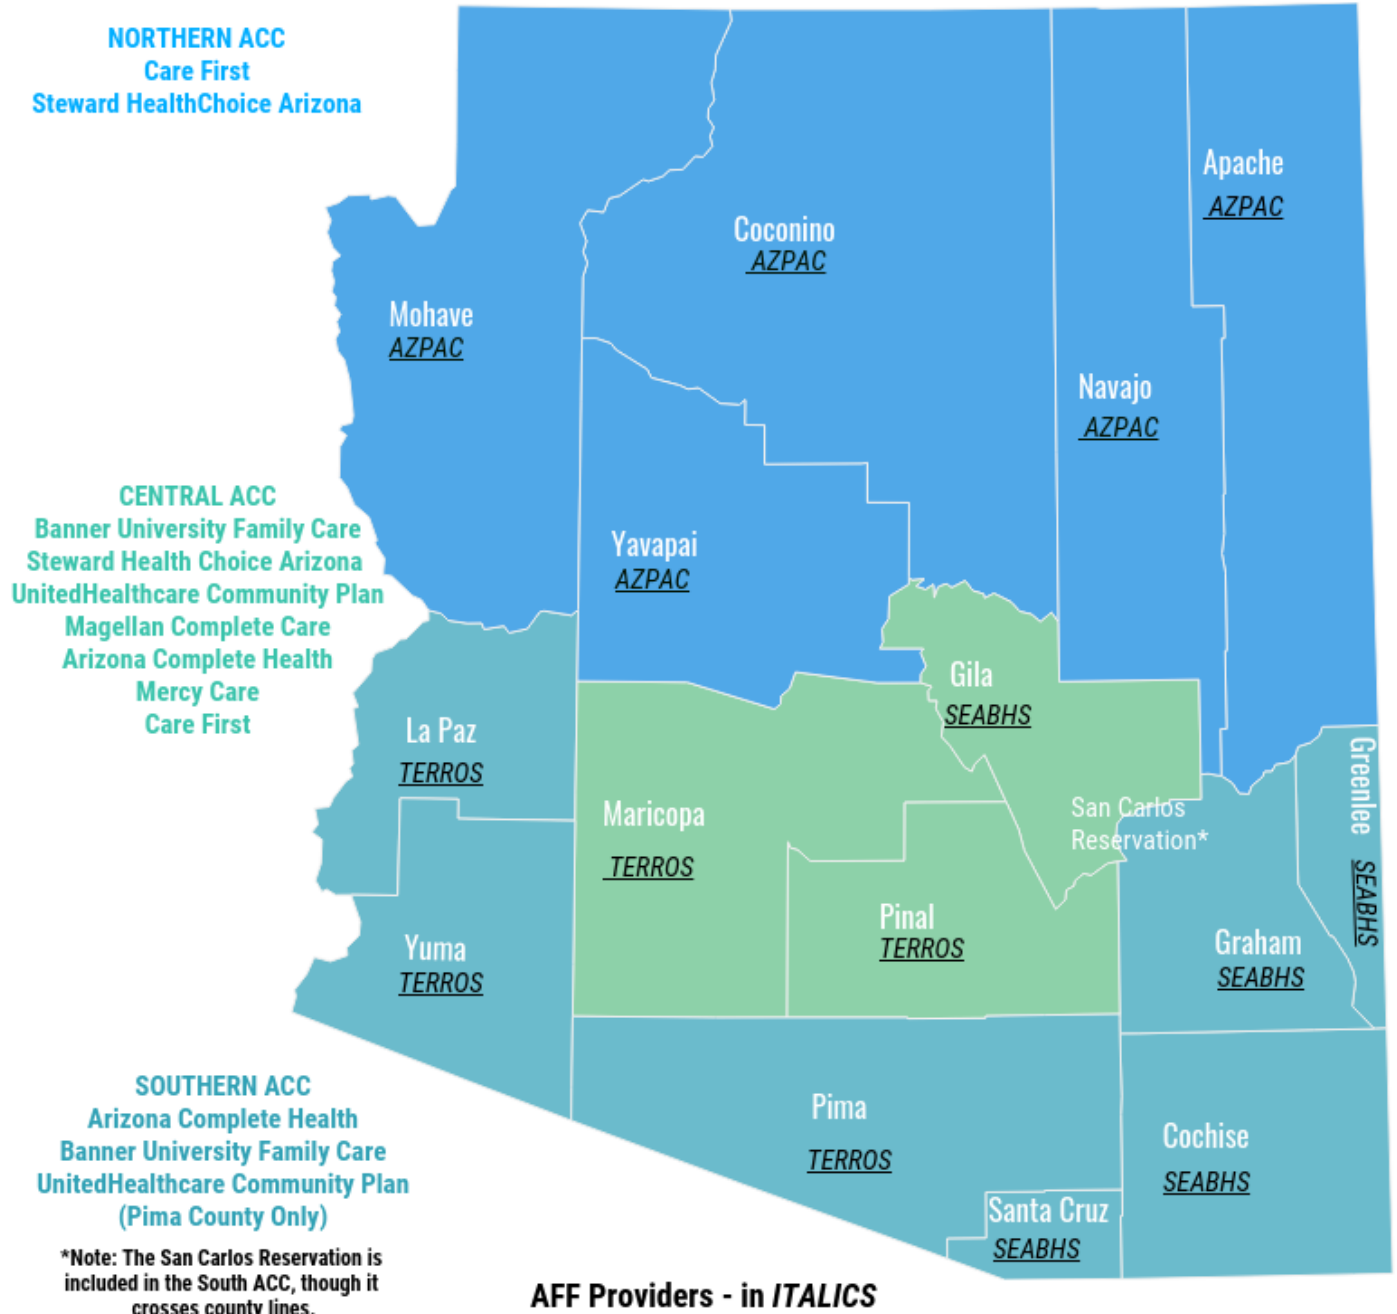 NORTHERN ACC
Care First
Steward HealthChoice Arizona
Apache
AZPAC
Coconino
AZPAC
Mohave
AZPAC
Navajo
AZPAC
CENTRAL ACC
Banner University Family Care
Steward Health Choice Arizona
UnitedHealthcare Community Plan
Magellan Complete Care
Arizona Complete Health
Mercy Care
Care First
Yavapai
AZPAC
Gila
SEABHS
La Paz
TERROS
Maricopa
TERROS
San Carlos
Reservation*
Greenlee
SEABHS
Pinal
TERROS
Graham
SEABHS
Yuma
TERROS
SOUTHERN ACC
Arizona Complete Health
Banner University Family Care
UnitedHealthcare Community Plan
(Pima County Only)
Pima
TERROS
Cochise
SEABHS
Santa Cruz
SEABHS
*Note: The San Carlos Reservation is
included in the South ACC, though it
crosses county lines.
AFF Providers - in ITALICS